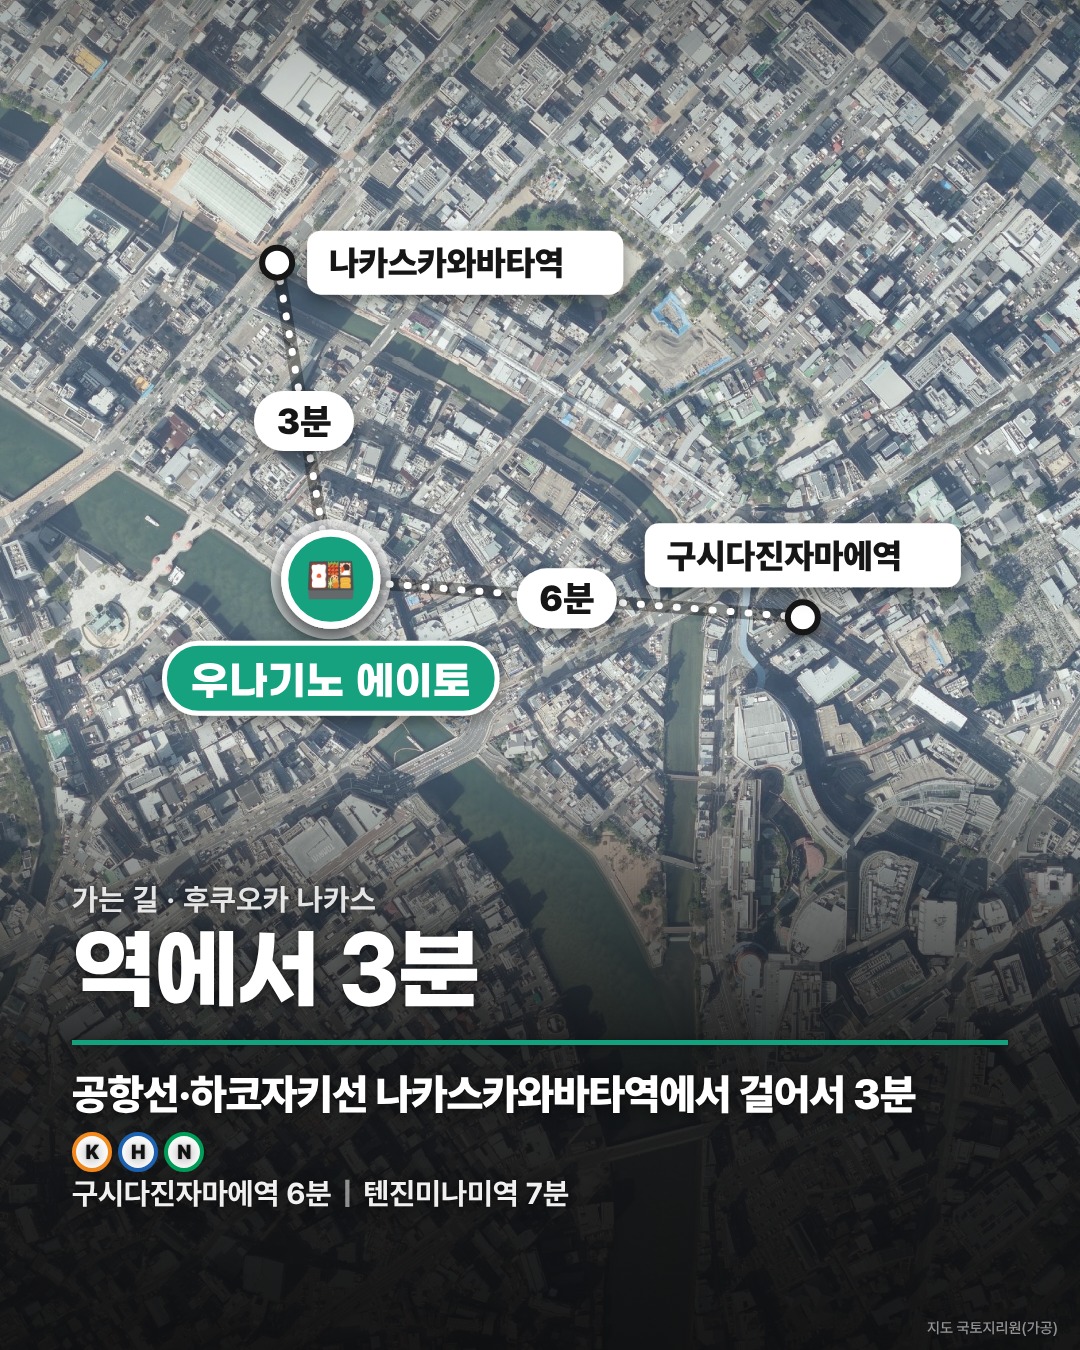 나카스카와바타역
3분
구시다진자마에역
6분
우나기노 에이토
가는 길 · 후쿠오카 나카스
역에서 3분
공항선·하코자키선 나카스카와바타역에서 걸어서 3분
K H N
구시다진자마에역 6분 | 텐진미나미역 7분
지도 국토지리원(가공)